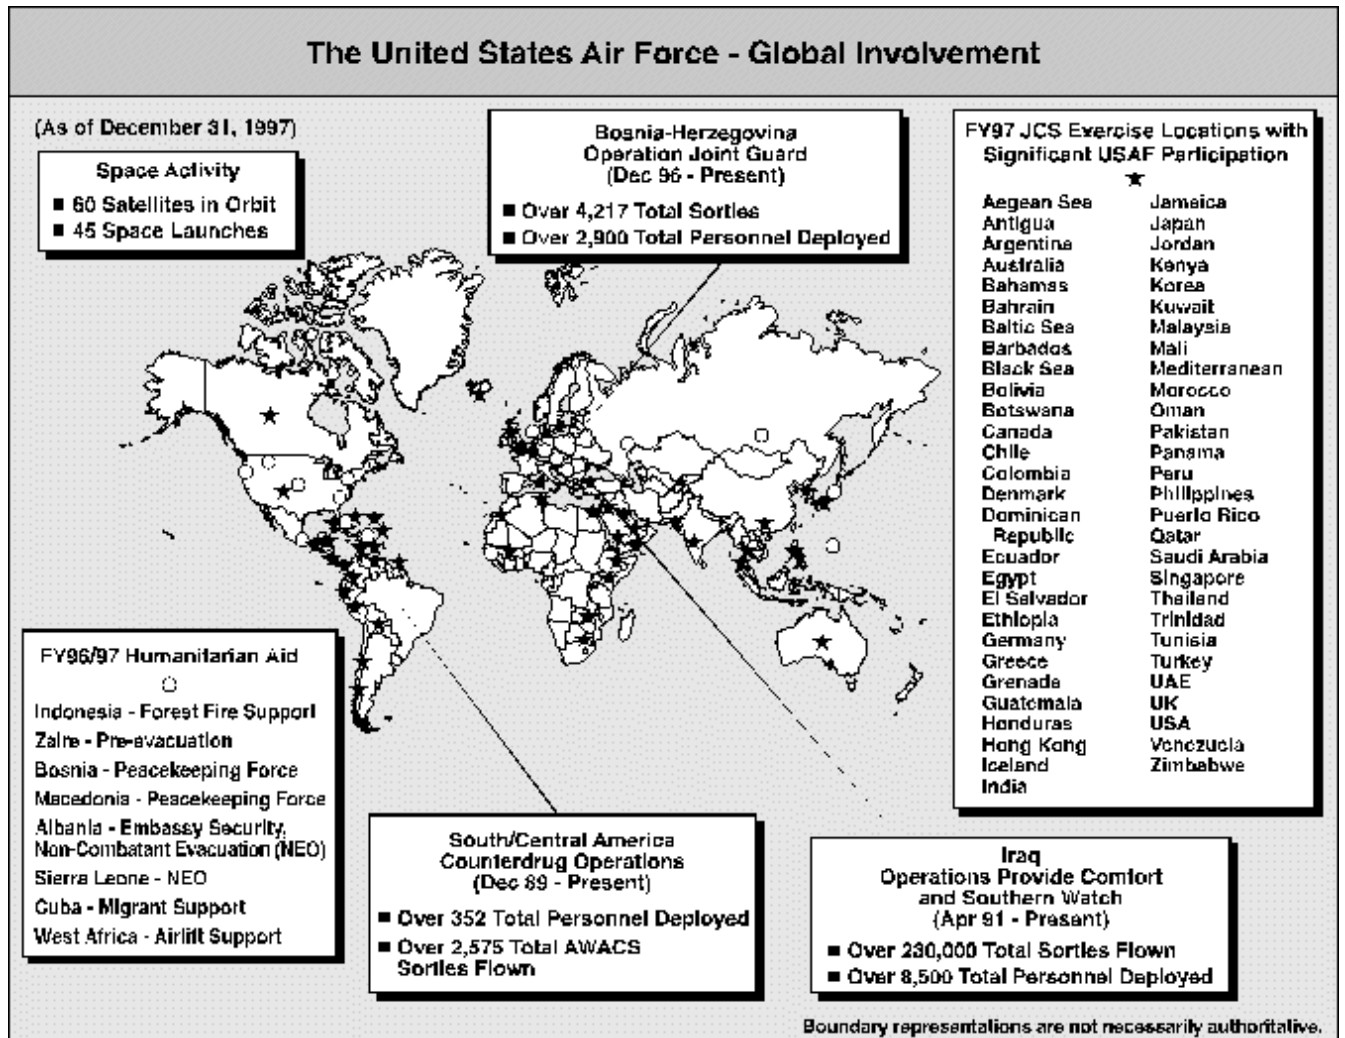 The United States Air Force - Global Involvement
(As of December 31, 1997)
Space Activity
■ 60 Satellites in Orbit
■ 45 Space Launches
Bosnia-Herzegovina
Operation Joint Guard
(Dec 96 - Present)
■ Over 4,217 Total Sorties
■ Over 2,900 Total Personnel Deployed
FY97 JCS Exercise Locations with
Significant USAF Participation
★
Aegean Sea
Antigua
Argentina
Australia
Bahamas
Bahrain
Baltic Sea
Barbados
Black Sea
Bolivia
Botswana
Canada
Chile
Colombia
Denmark
Dominican
Republic
Ecuador
Egypt
El Salvador
Ethiopia
Germany
Greece
Grenada
Guatemala
Honduras
Hong Kong
Iceland
India
Jamaica
Japan
Jordan
Kenya
Korea
Kuwait
Malaysia
Mali
Mediterranean
Morocco
Oman
Pakistan
Panama
Peru
Philippines
Puerto Rico
Qatar
Saudi Arabia
Singapore
Thailand
Trinidad
Tunisia
Turkey
UAE
UK
USA
Venezuela
Zimbabwe
FY96/97 Humanitarian Aid
○
Indonesia - Forest Fire Support
Zaire - Pre-evacuation
Bosnia - Peacekeeping Force
Macedonia - Peacekeeping Force
Albania - Embassy Security,
Non-Combatant Evacuation (NEO)
Sierra Leone - NEO
Cuba - Migrant Support
West Africa - Airlift Support
South/Central America
Counterdrug Operations
(Dec 89 - Present)
■ Over 352 Total Personnel Deployed
■ Over 2,575 Total AWACS
Sorties Flown
Iraq
Operations Provide Comfort
and Southern Watch
(Apr 91 - Present)
■ Over 230,000 Total Sorties Flown
■ Over 8,500 Total Personnel Deployed
Boundary representations are not necessarily authoritative.